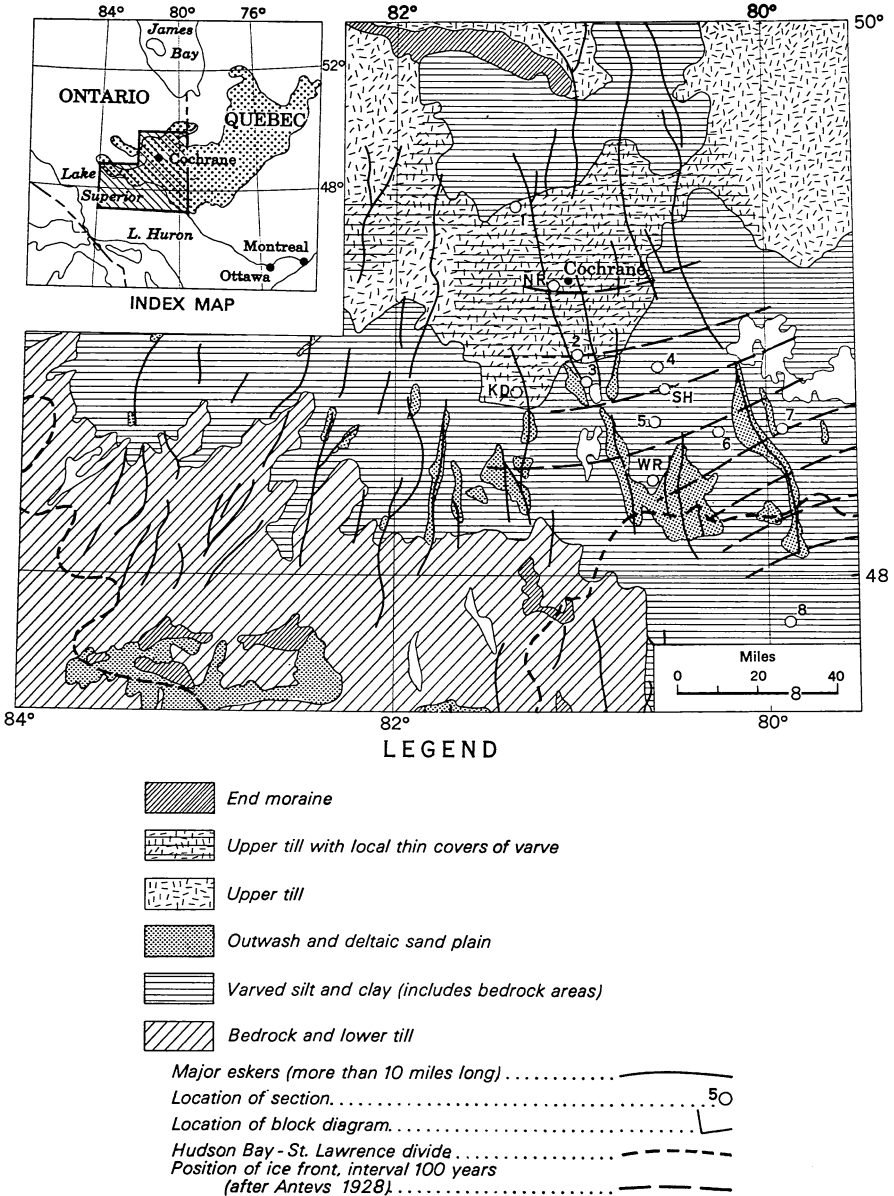 84° 80° 76°
James
Bay
52°
ONTARIO
QUEBEC
Cochrane
Lake
Superior
48°
L. Huron
Montreal
Ottawa
INDEX MAP
82° 80° 50°
1
NR Cochrane
2
3
4
KD
SH
5
6
7
WR
48
8
Miles
0 20 40
8
84° 82° 80°
LEGEND
End moraine
Upper till with local thin covers of varve
Upper till
Outwash and deltaic sand plain
Varved silt and clay (includes bedrock areas)
Bedrock and lower till
Major eskers (more than 10 miles long)
Location of section 5
Location of block diagram
Hudson Bay - St. Lawrence divide
Position of ice front, interval 100 years
(after Antevs 1928)